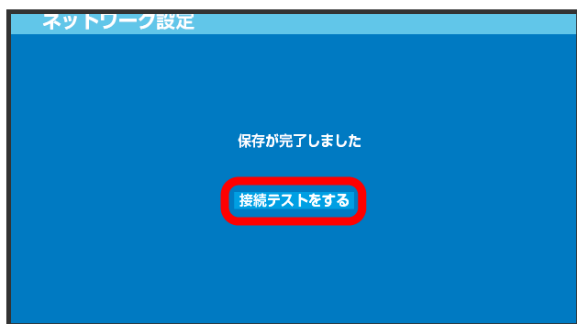 ネットワーク設定
保存が完了しました
接続テストをする